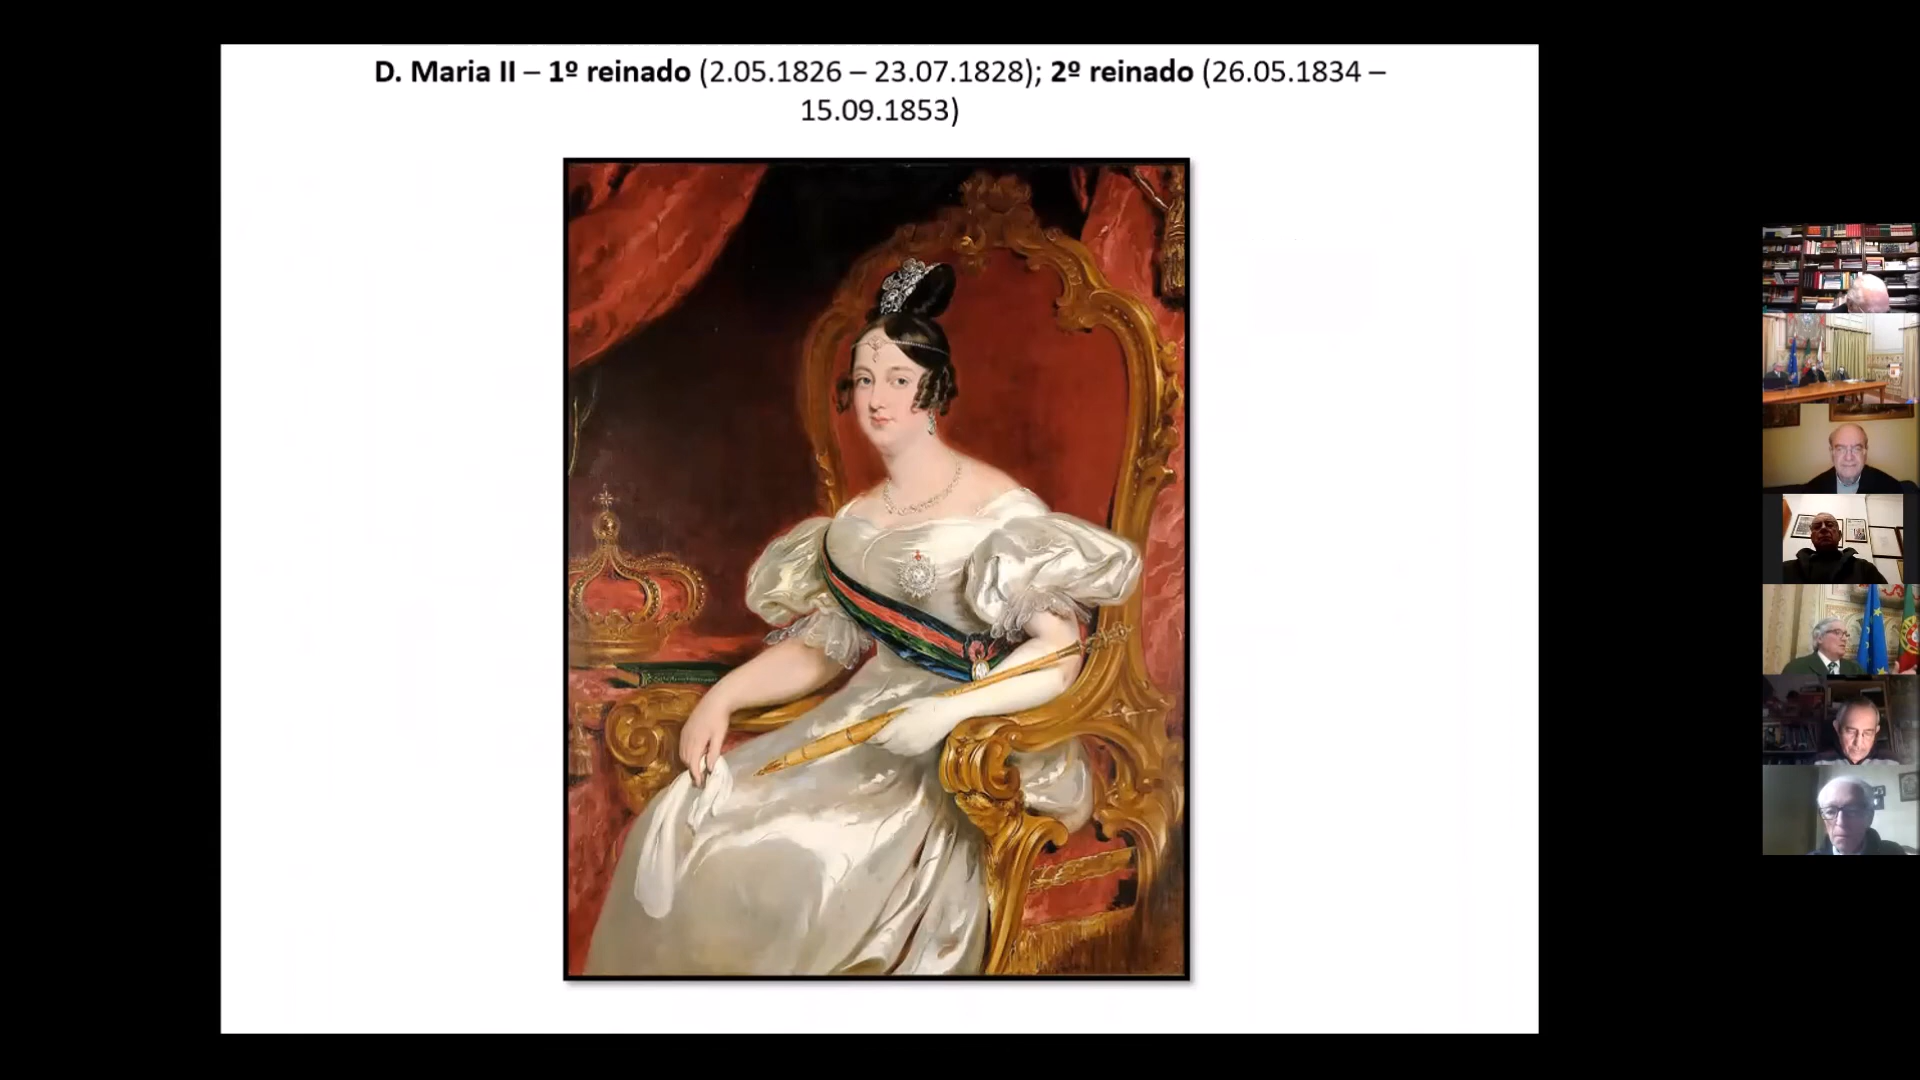 D. Maria II – 1º reinado (2.05.1826 – 23.07.1828); 2º reinado (26.05.1834 –
15.09.1853)